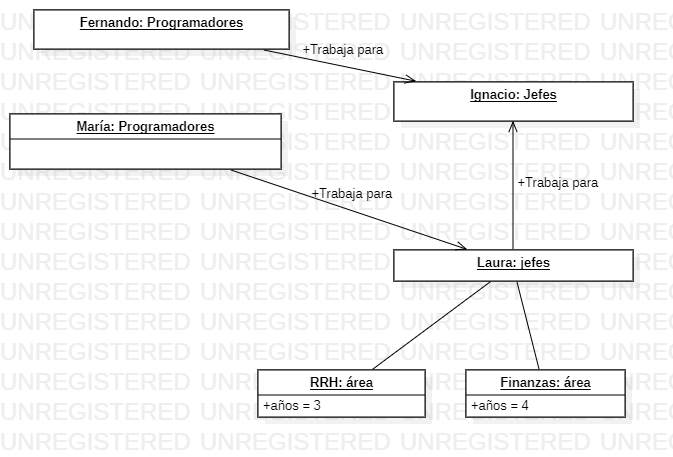 Fernando: Programadores
+Trabaja para
Ignacio: Jefes
María: Programadores
+Trabaja para
+Trabaja para
Laura: jefes
RRH: área
+años = 3
Finanzas: área
+años = 4
UNREGISTERED